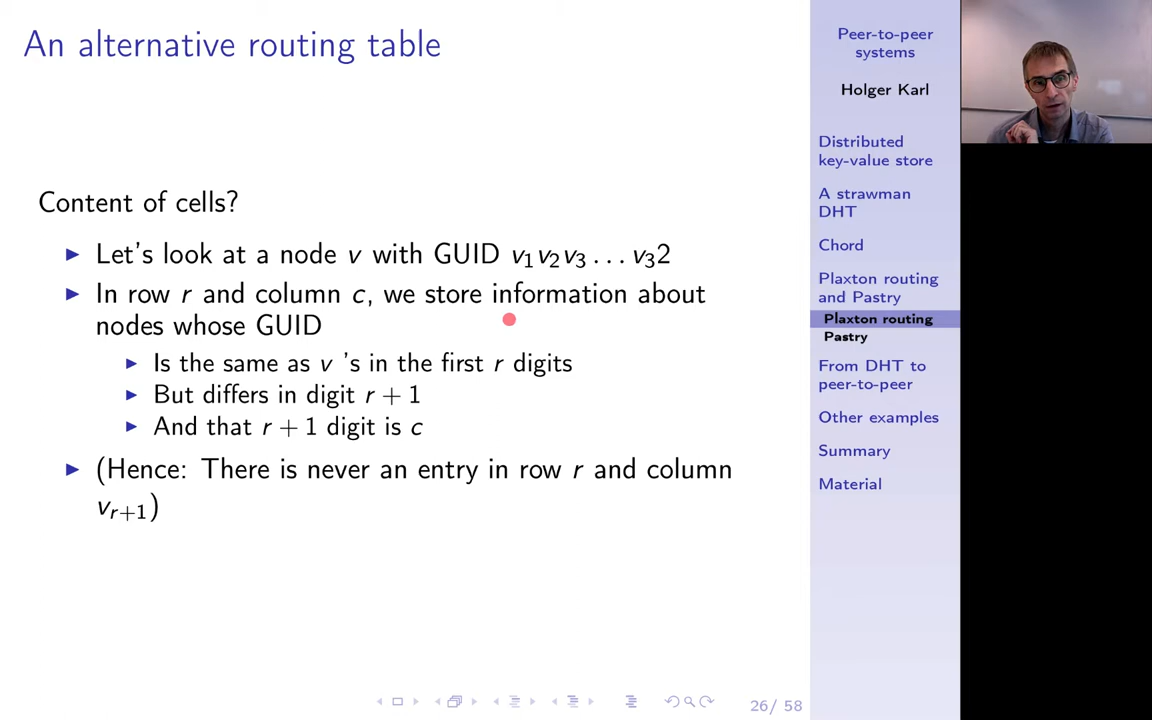 An alternative routing table
Content of cells?
▶ Let's look at a node v with GUID v₁v₂v₃ . . . v₃2
▶ In row r and column c, we store information about
nodes whose GUID
▶ Is the same as v 's in the first r digits
▶ But differs in digit r + 1
▶ And that r + 1 digit is c
▶ (Hence: There is never an entry in row r and column
vᵣ₊₁)
26/ 58
Peer-to-peer
systems
Holger Karl
Distributed
key-value store
A strawman
DHT
Chord
Plaxton routing
and Pastry
Plaxton routing
Pastry
From DHT to
peer-to-peer
Other examples
Summary
Material